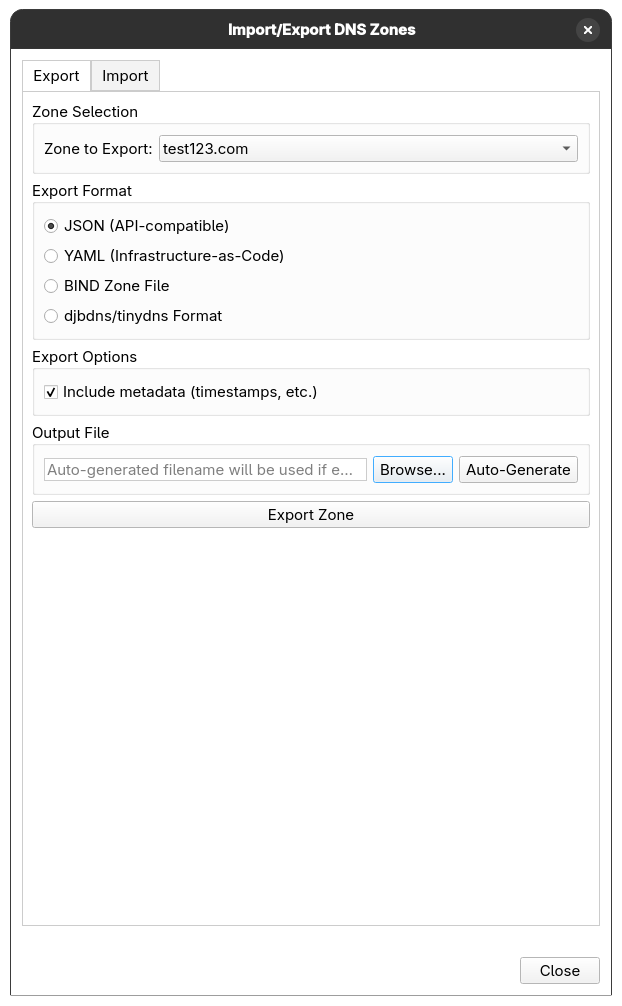 Import/Export DNS Zones
Export
Import
Zone Selection
Zone to Export: test123.com
Export Format
JSON (API-compatible)
YAML (Infrastructure-as-Code)
BIND Zone File
djbdns/tinydns Format
Export Options
Include metadata (timestamps, etc.)
Output File
Auto-generated filename will be used if e... Browse... Auto-Generate
Export Zone
Close